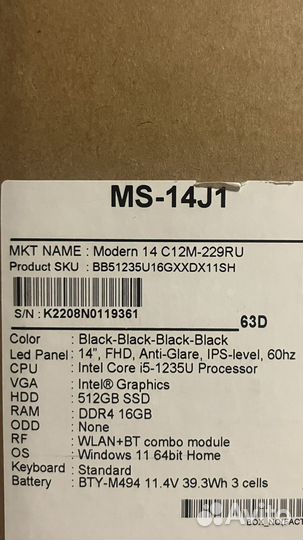 MS-14J1
MKT NAME : Modern 14 C12M-229RU
Product SKU : BB51235U16GXXDX11SH
S/N : K2208N0119361
63D
Color : Black-Black-Black-Black
Led Panel : 14", FHD, Anti-Glare, IPS-level, 60hz
CPU : Intel Core i5-1235U Processor
VGA : Intel® Graphics
HDD : 512GB SSD
RAM : DDR4 16GB
ODD : None
RF : WLAN+BT combo module
OS : Windows 11 64bit Home
Keyboard : Standard
Battery : BTY-M494 11.4V 39.3Wh 3 cells
Avito